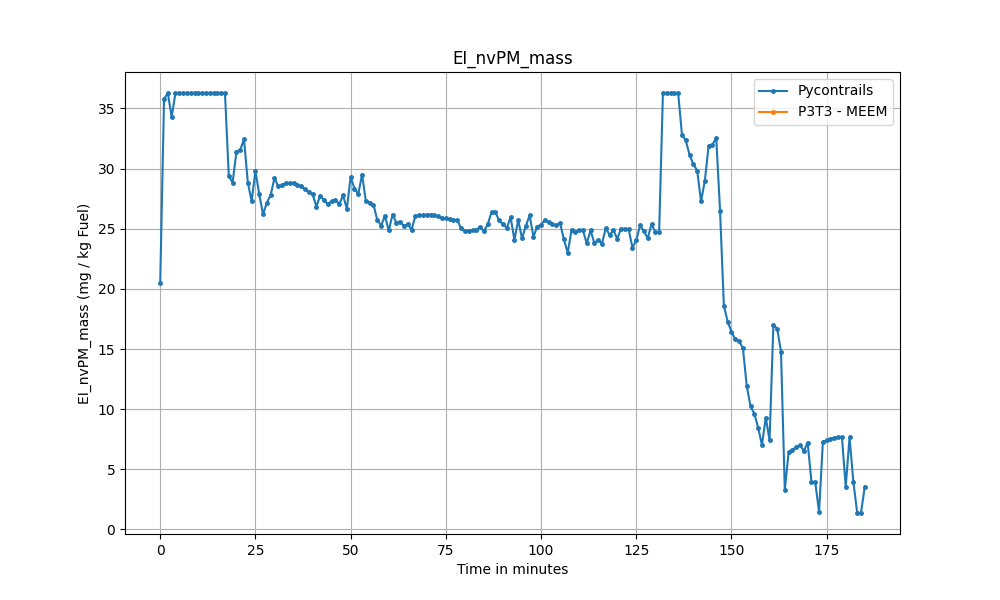 EI_nvPM_mass
Pycontrails
P3T3 - MEEM
EI_nvPM_mass (mg / kg Fuel)
35
30
25
20
15
10
5
0
0 25 50 75 100 125 150 175
Time in minutes